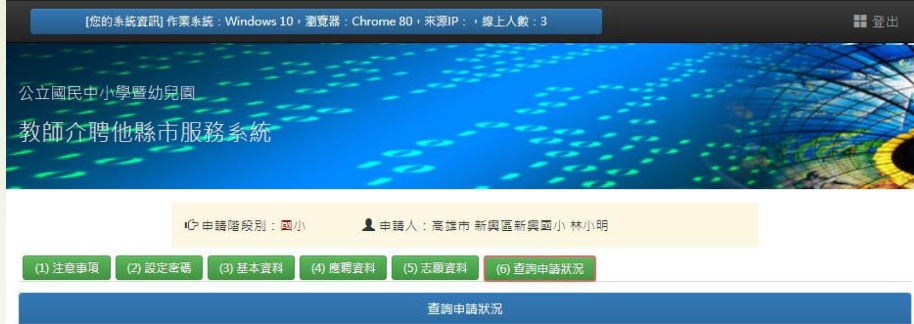 [您的系統資訊] 作業系統：Windows 10，瀏覽器：Chrome 80，來源IP：，線上人數：3
登出
公立國民中小學暨幼兒園
教師介聘他縣市服務系統
申請階段別：國小 申請人：高雄市 新興區新興國小 林小明
(1) 注意事項 (2) 設定密碼 (3) 基本資料 (4) 應聘資料 (5) 志願資料 (6) 查詢申請狀況
查詢申請狀況